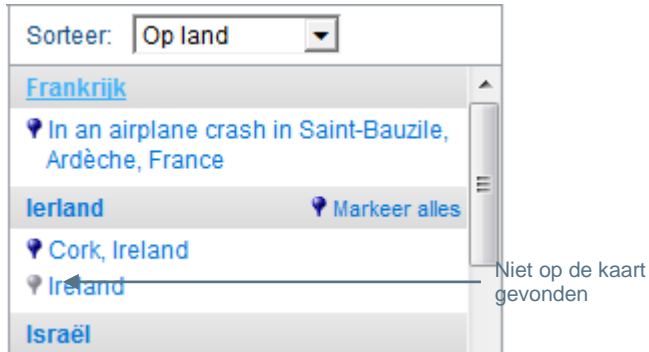 Sorteer: Op land
Frankrijk
In an airplane crash in Saint-Bauzile,
Ardèche, France
Ierland Markeer alles
Cork, Ireland
Ireland
Niet op de kaart
gevonden
Israël